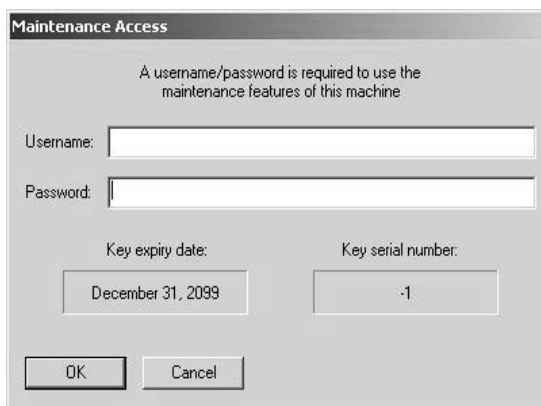 Maintenance Access
A username/password is required to use the
maintenance features of this machine
Username:
Password:
Key expiry date:
Key serial number:
December 31, 2099
-1
OK
Cancel